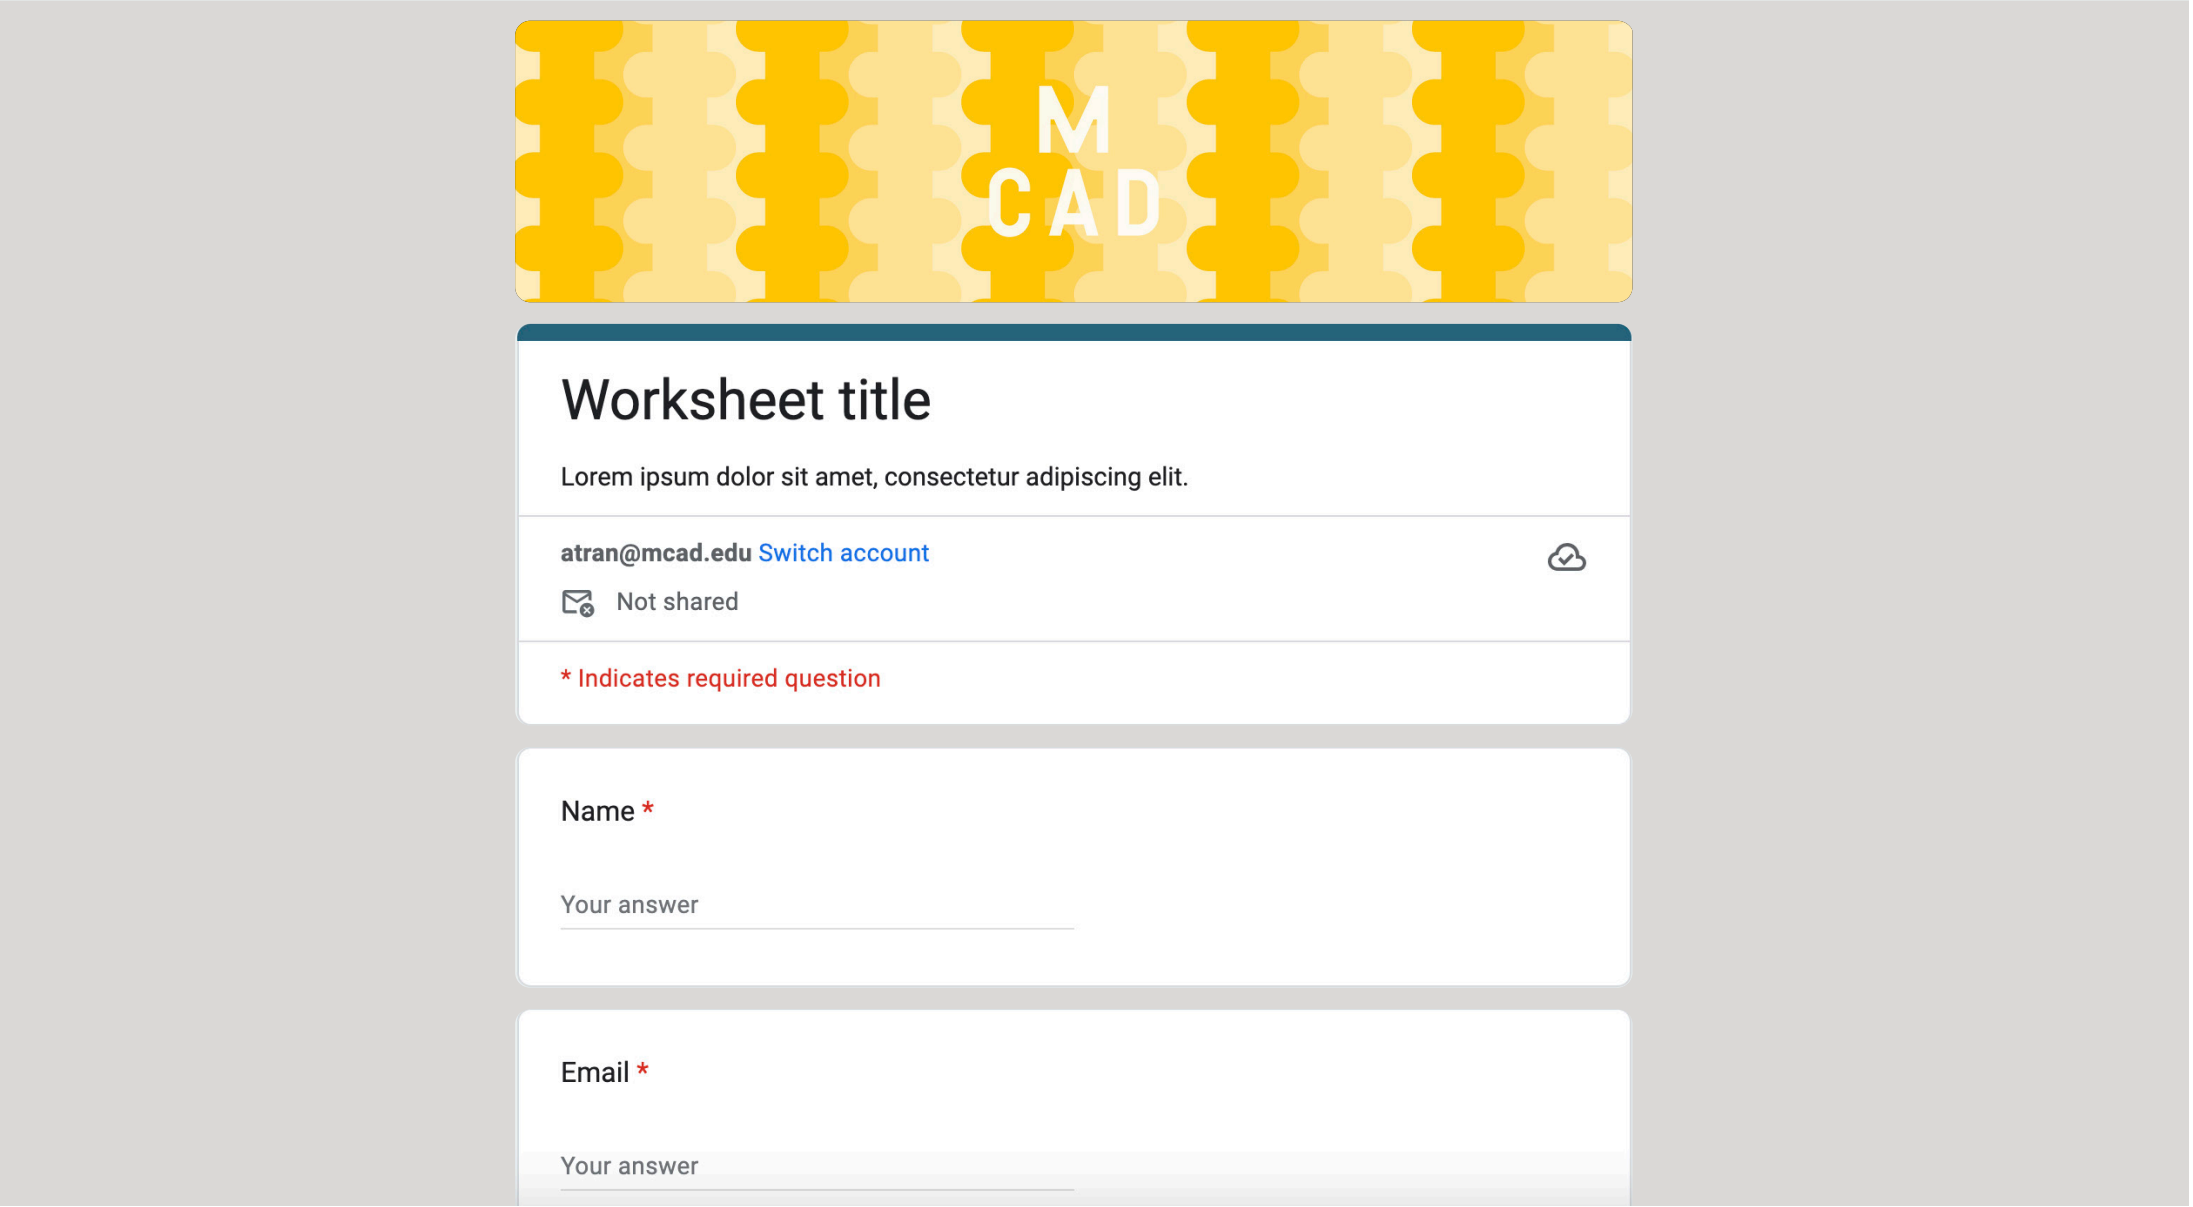 M
CAD
Worksheet title
Lorem ipsum dolor sit amet, consectetur adipiscing elit.
atran@mcad.edu Switch account
Not shared
* Indicates required question
Name *
Your answer
Email *
Your answer